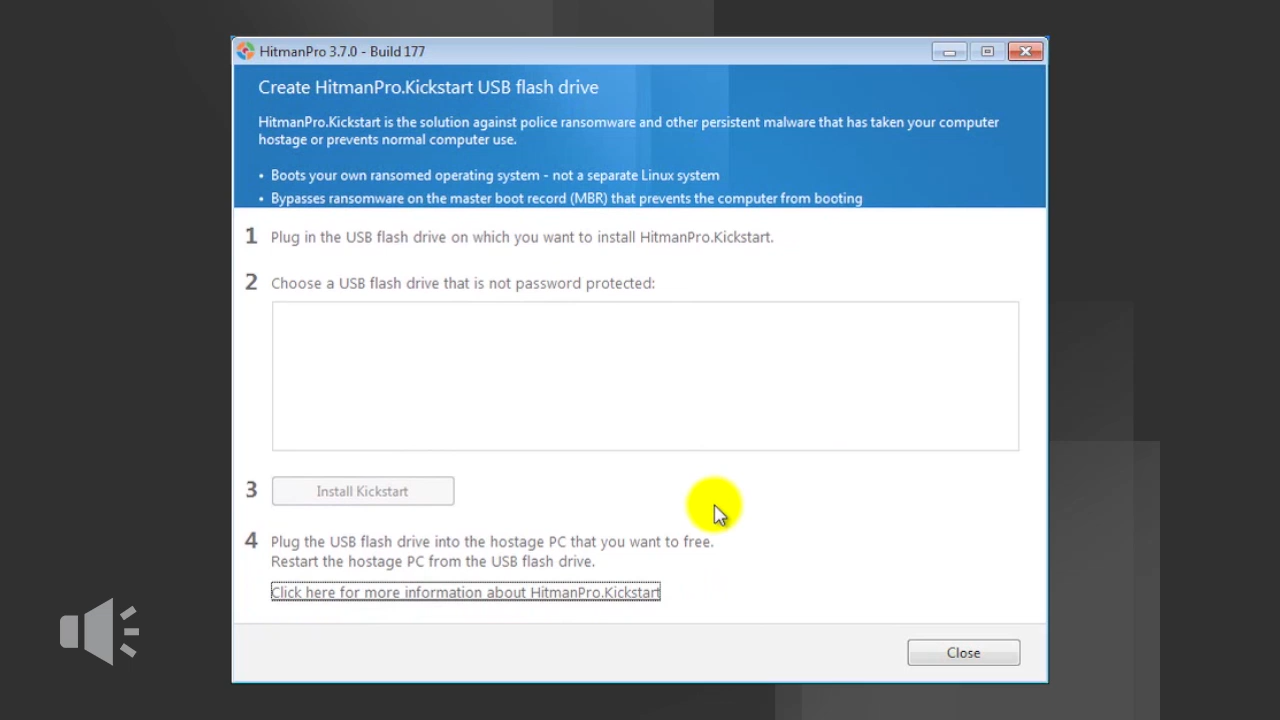 HitmanPro 3.7.0 - Build 177
Create HitmanPro.Kickstart USB flash drive
HitmanPro.Kickstart is the solution against police ransomware and other persistent malware that has taken your computer
hostage or prevents normal computer use.
• Boots your own ransomed operating system - not a separate Linux system
• Bypasses ransomware on the master boot record (MBR) that prevents the computer from booting
1 Plug in the USB flash drive on which you want to install HitmanPro.Kickstart.
2 Choose a USB flash drive that is not password protected:
3 Install Kickstart
4 Plug the USB flash drive into the hostage PC that you want to free.
Restart the hostage PC from the USB flash drive.
Click here for more information about HitmanPro.Kickstart
Close